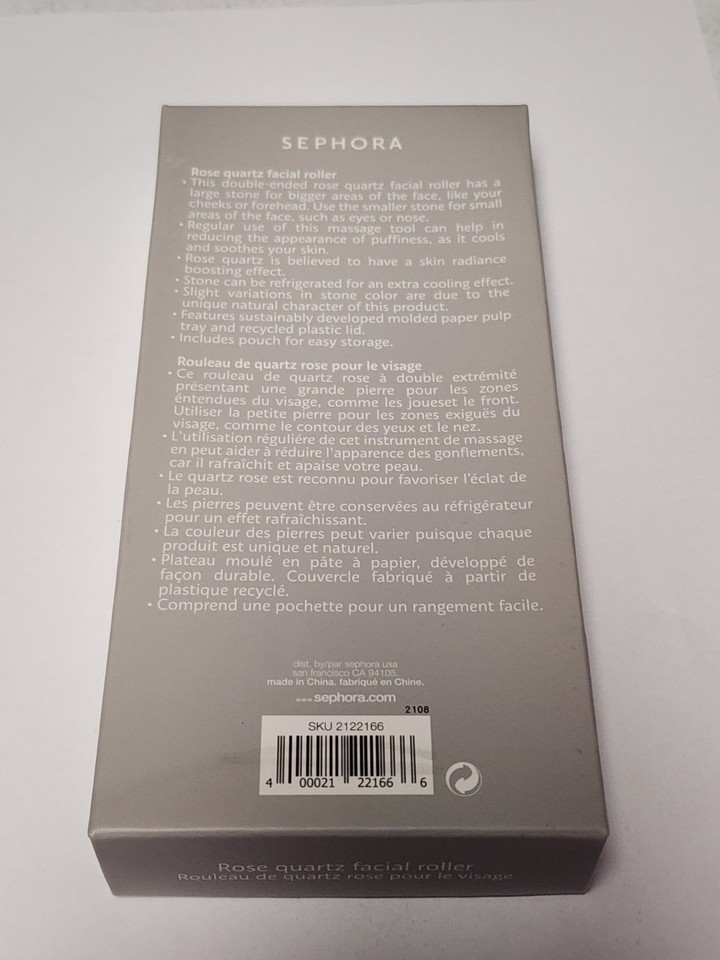 SEPHORA
Rose quartz facial roller
• This double-ended rose quartz facial roller has a
large stone for bigger areas of the face, like your
cheeks or forehead. Use the smaller stone for small
areas of the face, such as eyes or nose.
• Regular use of this massage tool can help in
reducing the appearance of puffiness, as it cools
and soothes your skin.
• Rose quartz is believed to have a skin radiance
boosting effect.
• Stone can be refrigerated for an extra cooling effect.
• Slight variations in stone color are due to the
unique natural character of this product.
• Features sustainably developed molded paper pulp
tray and recycled plastic lid.
• Includes pouch for easy storage.
Rouleau de quartz rose pour le visage
• Ce rouleau de quartz rose à double extrémité
présentant une grande pierre pour les zones
éntendues du visage, comme les joueset le front.
Utiliser la petite pierre pour les zones exiguës du
visage, comme le contour des yeux et le nez.
• L'utilisation réguliére de cet instrument de massage
en peut aider à réduire l'apparence des gonflements,
car il rafraîchit et apaise votre peau.
• Le quartz rose est reconnu pour favoriser l'éclat de
la peau.
• Les pierres peuvent être conservées au réfrigérateur
pour un effet rafraîchissant.
• La couleur des pierres peut varier puisque chaque
produit est unique et naturel.
• Plateau moulé en pâte à papier, développé de
façon durable. Couvercle fabriqué à partir de
plastique recyclé.
• Comprend une pochette pour un rangement facile.
dist. by/par sephora usa
san francisco CA 94105.
made in China. fabriqué en Chine.
www.sephora.com
2108
SKU 2122166
4 00021 22166 6
Rose quartz facial roller
Rouleau de quartz rose pour le visage